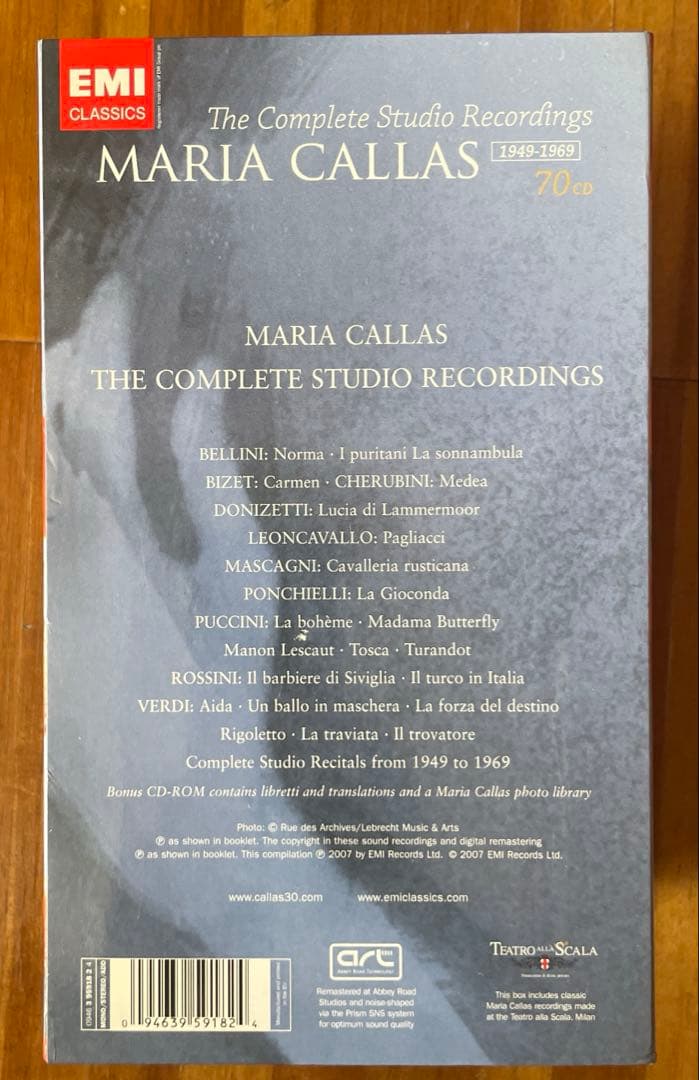 EMI
CLASSICS
The Complete Studio Recordings
MARIA CALLAS 1949-1969
70 CD
MARIA CALLAS
THE COMPLETE STUDIO RECORDINGS
BELLINI: Norma · I puritani La sonnambula
BIZET: Carmen · CHERUBINI: Medea
DONIZETTI: Lucia di Lammermoor
LEONCAVALLO: Pagliacci
MASCAGNI: Cavalleria rusticana
PONCHIELLI: La Gioconda
PUCCINI: La bohème · Madama Butterfly
Manon Lescaut · Tosca · Turandot
ROSSINI: Il barbiere di Siviglia · Il turco in Italia
VERDI: Aida · Un ballo in maschera · La forza del destino
Rigoletto · La traviata · Il trovatore
Complete Studio Recitals from 1949 to 1969
Bonus CD-ROM contains libretti and translations and a Maria Callas photo library
Photo: © Rue des Archives/Lebrecht Music & Arts
℗ as shown in booklet. The copyright in these sound recordings and digital remastering
℗ as shown in booklet. This compilation ℗ 2007 by EMI Records Ltd. © 2007 EMI Records Ltd.
www.callas30.com www.emiclassics.com
MONO/STEREO/ADD
0 94639 59182 4
art
ABBEY ROAD TECHNOLOGY
Remastered at Abbey Road
Studios and noise-shaped
via the Prism SNS system
for optimum sound quality
TEATRO ALLA SCALA
This box includes classic
Maria Callas recordings made
at the Teatro alla Scala, Milan